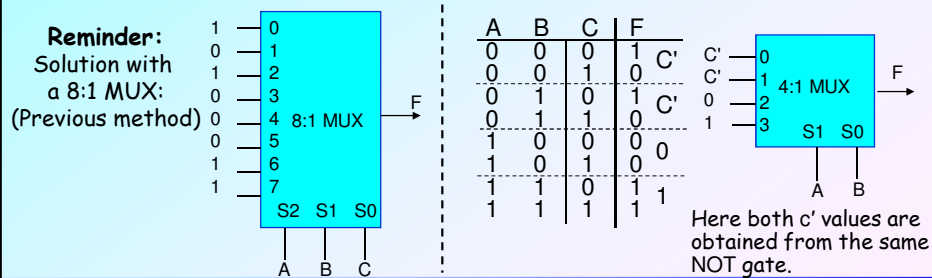 Reminder:
Solution with
a 8:1 MUX:
(Previous method)
1 0
0 1
1 2
0 3
0 4
0 5
1 6
1 7
8:1 MUX
F
S2 S1 S0
A B C
A B C F
0 0 0 1
0 0 1 0
C'
0 1 0 1
0 1 1 0
C'
1 0 0 0
1 0 1 0
0
1 1 0 1
1 1 1 1
1
C' 0
C' 1
0 2
1 3
4:1 MUX
F
S1 S0
A B
Here both c' values are
obtained from the same
NOT gate.